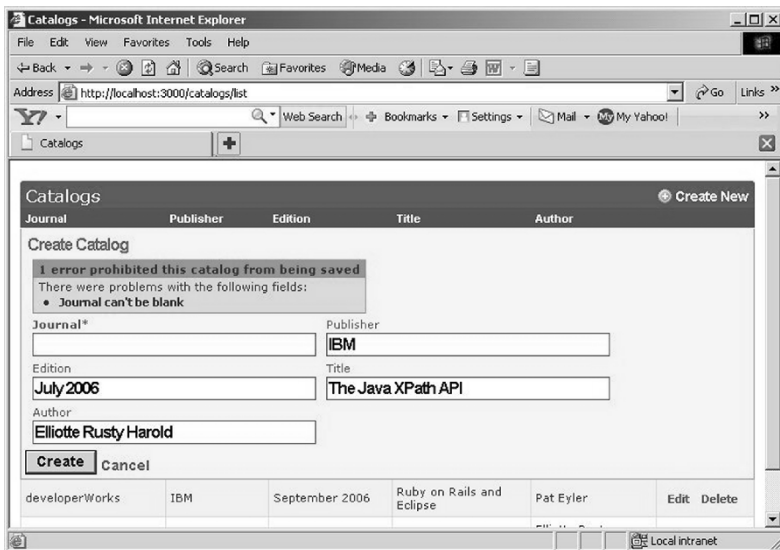 Catalogs - Microsoft Internet Explorer
File Edit View Favorites Tools Help
Back Search Favorites Media
Address http://localhost:3000/catalogs/list Go Links »
Y! Web Search Bookmarks Settings Mail My My Yahoo! »
Catalogs
Catalogs Create New
Journal Publisher Edition Title Author
Create Catalog
1 error prohibited this catalog from being saved
There were problems with the following fields:
• Journal can't be blank
Journal* Publisher
IBM
Edition Title
July 2006 The Java XPath API
Author
Elliotte Rusty Harold
Create Cancel
developerWorks IBM September 2006 Ruby on Rails and Eclipse Pat Eyler Edit Delete
Local intranet